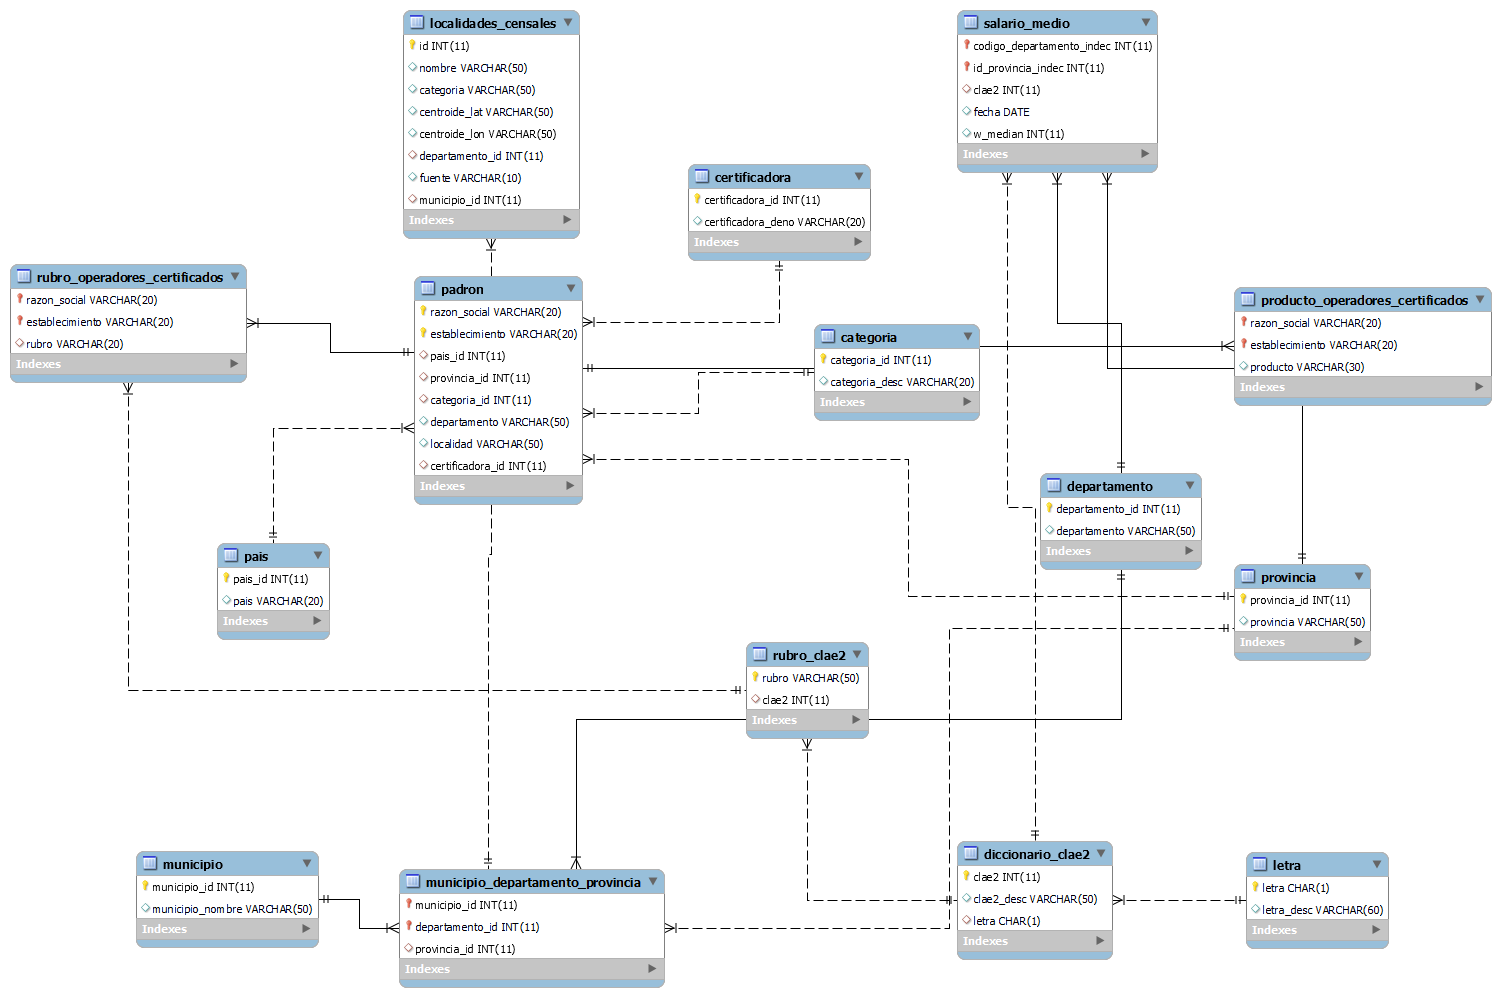 localidades_censales
id INT(11)
nombre VARCHAR(50)
categoria VARCHAR(50)
centroide_lat VARCHAR(50)
centroide_lon VARCHAR(50)
departamento_id INT(11)
fuente VARCHAR(10)
municipio_id INT(11)
Indexes
salario_medio
codigo_departamento_indec INT(11)
id_provincia_indec INT(11)
clae2 INT(11)
fecha DATE
w_median INT(11)
Indexes
certificadora
certificadora_id INT(11)
certificadora_deno VARCHAR(20)
Indexes
rubro_operadores_certificados
razon_social VARCHAR(20)
establecimiento VARCHAR(20)
rubro VARCHAR(20)
Indexes
padron
razon_social VARCHAR(20)
establecimiento VARCHAR(20)
pais_id INT(11)
provincia_id INT(11)
categoria_id INT(11)
departamento VARCHAR(50)
localidad VARCHAR(50)
certificadora_id INT(11)
Indexes
categoria
categoria_id INT(11)
categoria_desc VARCHAR(20)
Indexes
producto_operadores_certificados
razon_social VARCHAR(20)
establecimiento VARCHAR(20)
producto VARCHAR(30)
Indexes
departamento
departamento_id INT(11)
departamento VARCHAR(50)
Indexes
pais
pais_id INT(11)
pais VARCHAR(20)
Indexes
provincia
provincia_id INT(11)
provincia VARCHAR(50)
Indexes
rubro_clae2
rubro VARCHAR(50)
clae2 INT(11)
Indexes
municipio
municipio_id INT(11)
municipio_nombre VARCHAR(50)
Indexes
municipio_departamento_provincia
municipio_id INT(11)
departamento_id INT(11)
provincia_id INT(11)
Indexes
diccionario_clae2
clae2 INT(11)
clae2_desc VARCHAR(50)
letra CHAR(1)
Indexes
letra
letra CHAR(1)
letra_desc VARCHAR(60)
Indexes